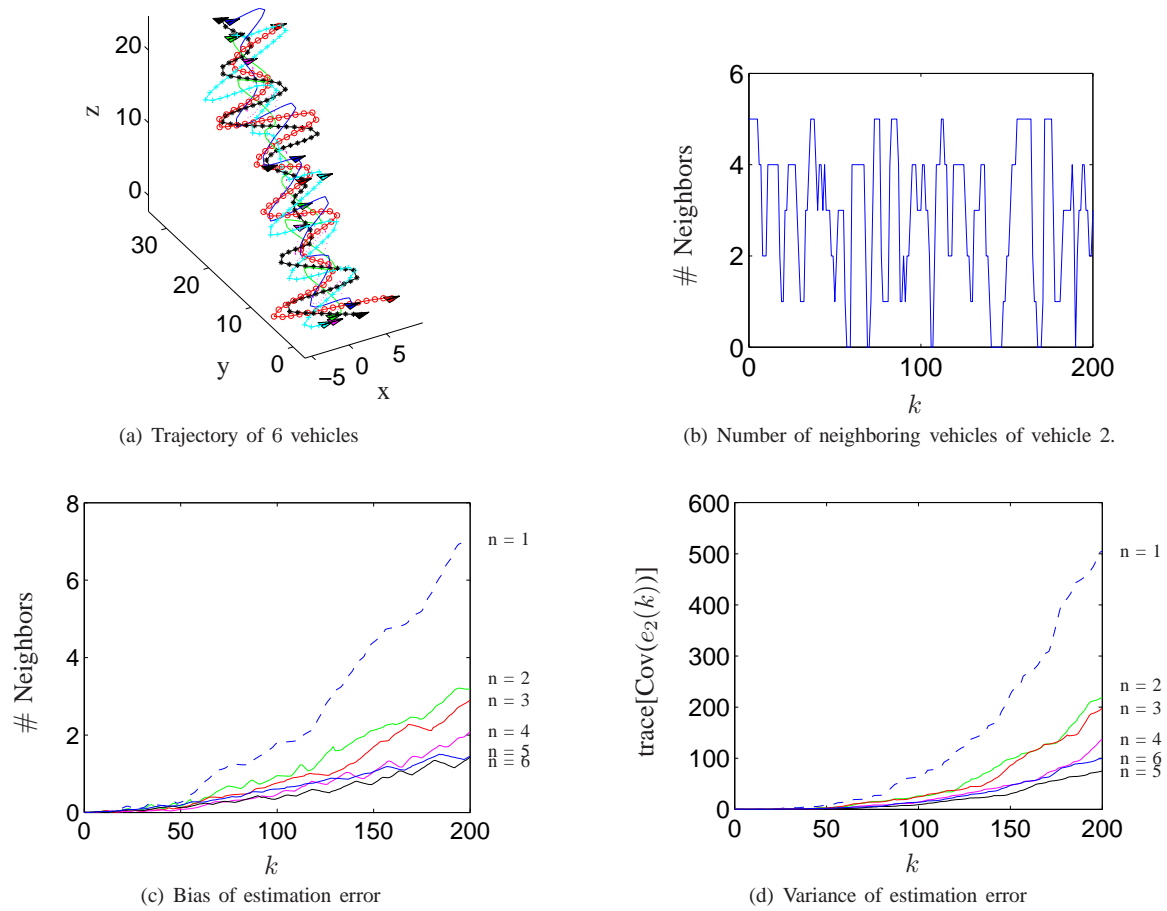 20
10
0
z
30
20
10
0
y
−5
0
5
x
(a) Trajectory of 6 vehicles
6
4
2
0
# Neighbors
0
100
200
k
(b) Number of neighboring vehicles of vehicle 2.
8
6
4
2
0
# Neighbors
0
50
100
150
200
k
n = 1
n = 2
n = 3
n = 4
n = 5
n = 6
(c) Bias of estimation error
600
500
400
300
200
100
0
trace[Cov(e₂(k))]
0
50
100
150
200
k
n = 1
n = 2
n = 3
n = 4
n = 6
n = 5
(d) Variance of estimation error